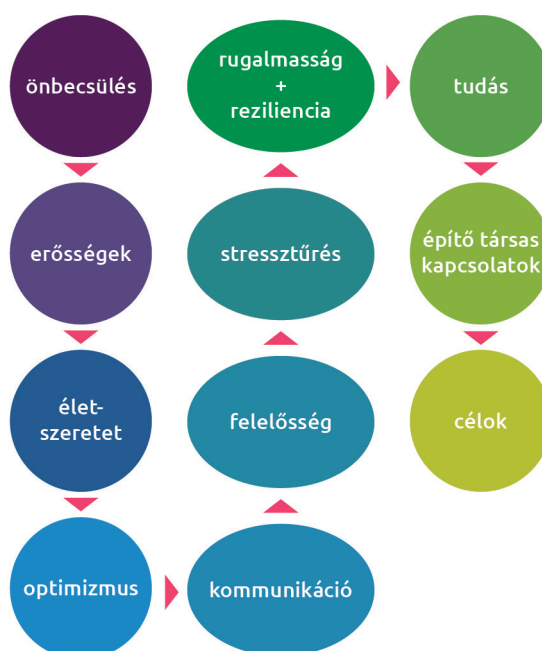 önbecsülés
erősségek
élet-
szeretet
optimizmus
kommunikáció
felelősség
stressztűrés
rugalmasság
+
reziliencia
tudás
építő társas
kapcsolatok
célok